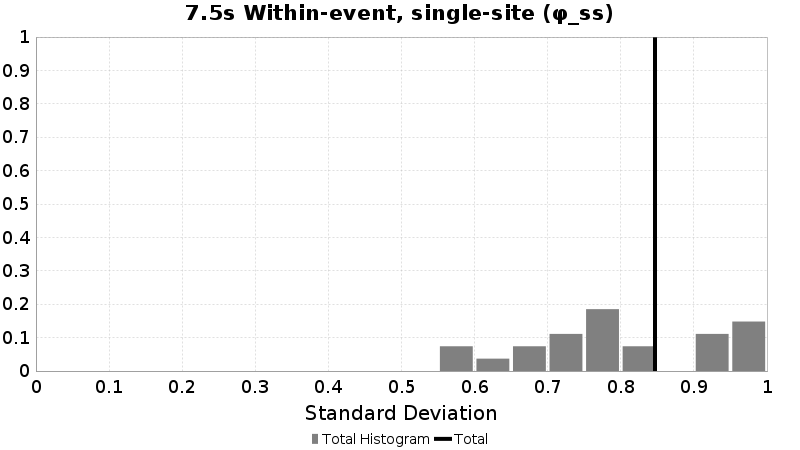 7.5s Within-event, single-site (φ_ss)
1
0.9
0.8
0.7
0.6
0.5
0.4
0.3
0.2
0.1
0
0 0.1 0.2 0.3 0.4 0.5 0.6 0.7 0.8 0.9 1
Standard Deviation
Total Histogram Total